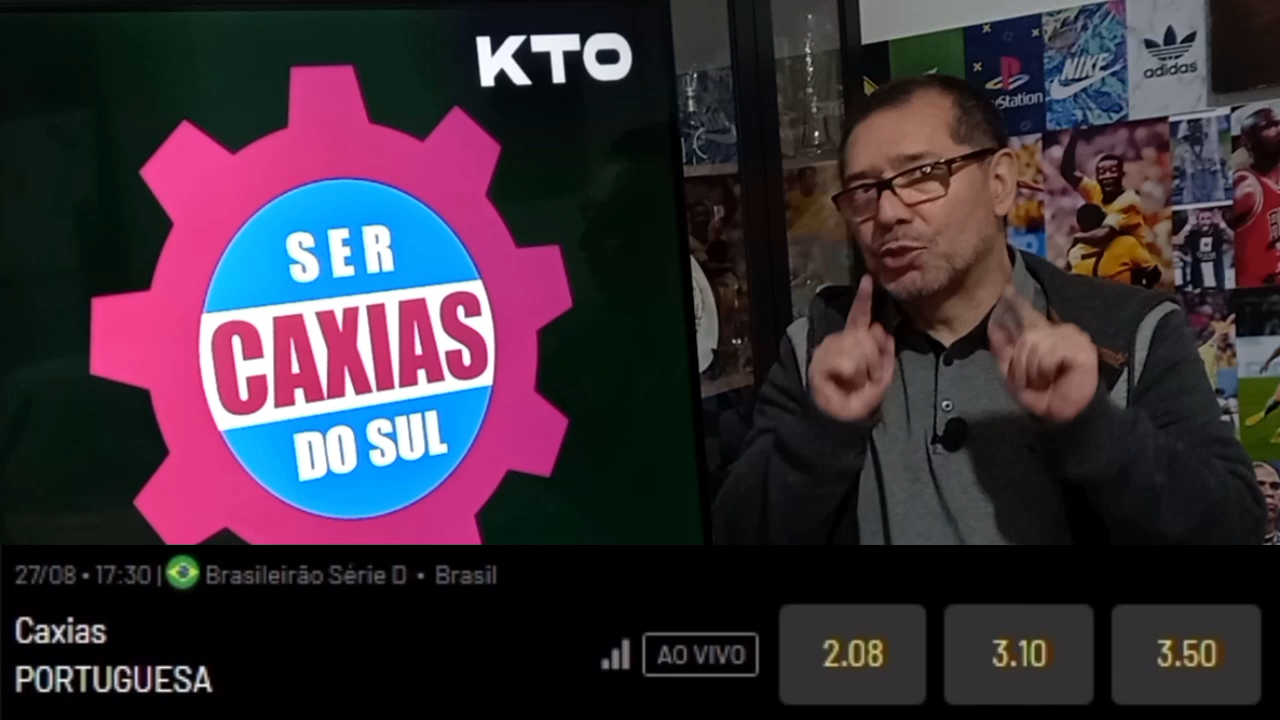 KTO
SER
CAXIAS
DO SUL
PlayStation
NIKE
adidas
27/08 • 17:30 | Brasileirão Série D • Brasil
Caxias
PORTUGUESA
AO VIVO
2.08
3.10
3.50